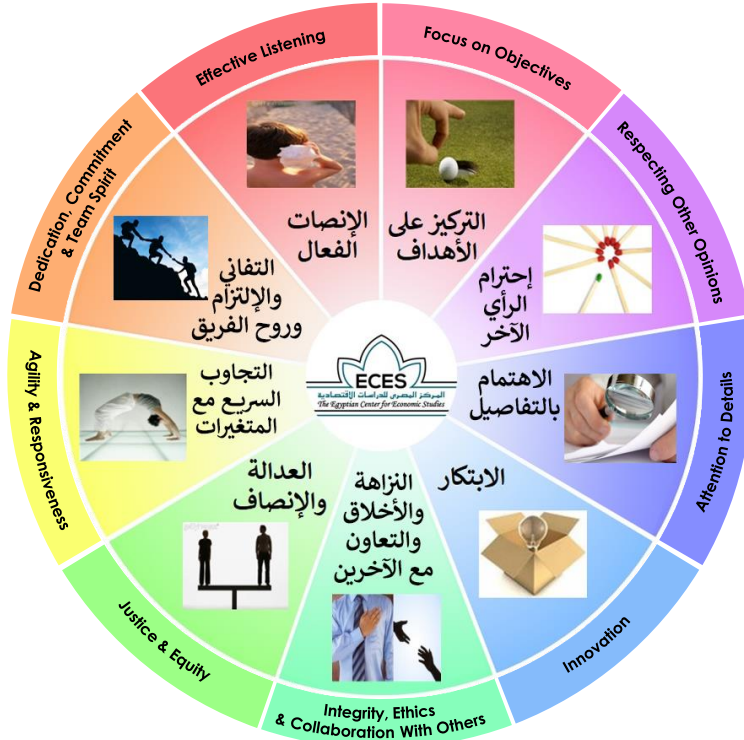 Focus on Objectives
التركيز على
الأهداف
Respecting Other Opinions
إحترام
الرأي
الآخر
Attention to Details
الاهتمام
بالتفاصيل
Innovation
الابتكار
Integrity, Ethics
& Collaboration With Others
النزاهة
والأخلاق
والتعاون
مع الآخرين
Justice & Equity
العدالة
والإنصاف
Agility & Responsiveness
التجاوب
السريع مع
المتغيرات
Dedication, Commitment
& Team Spirit
التفاني
والإلتزام
وروح الفريق
Effective Listening
الإنصات
الفعال
ECES
المركز المصرى للدراسات الاقتصادية
The Egyptian Center for Economic Studies